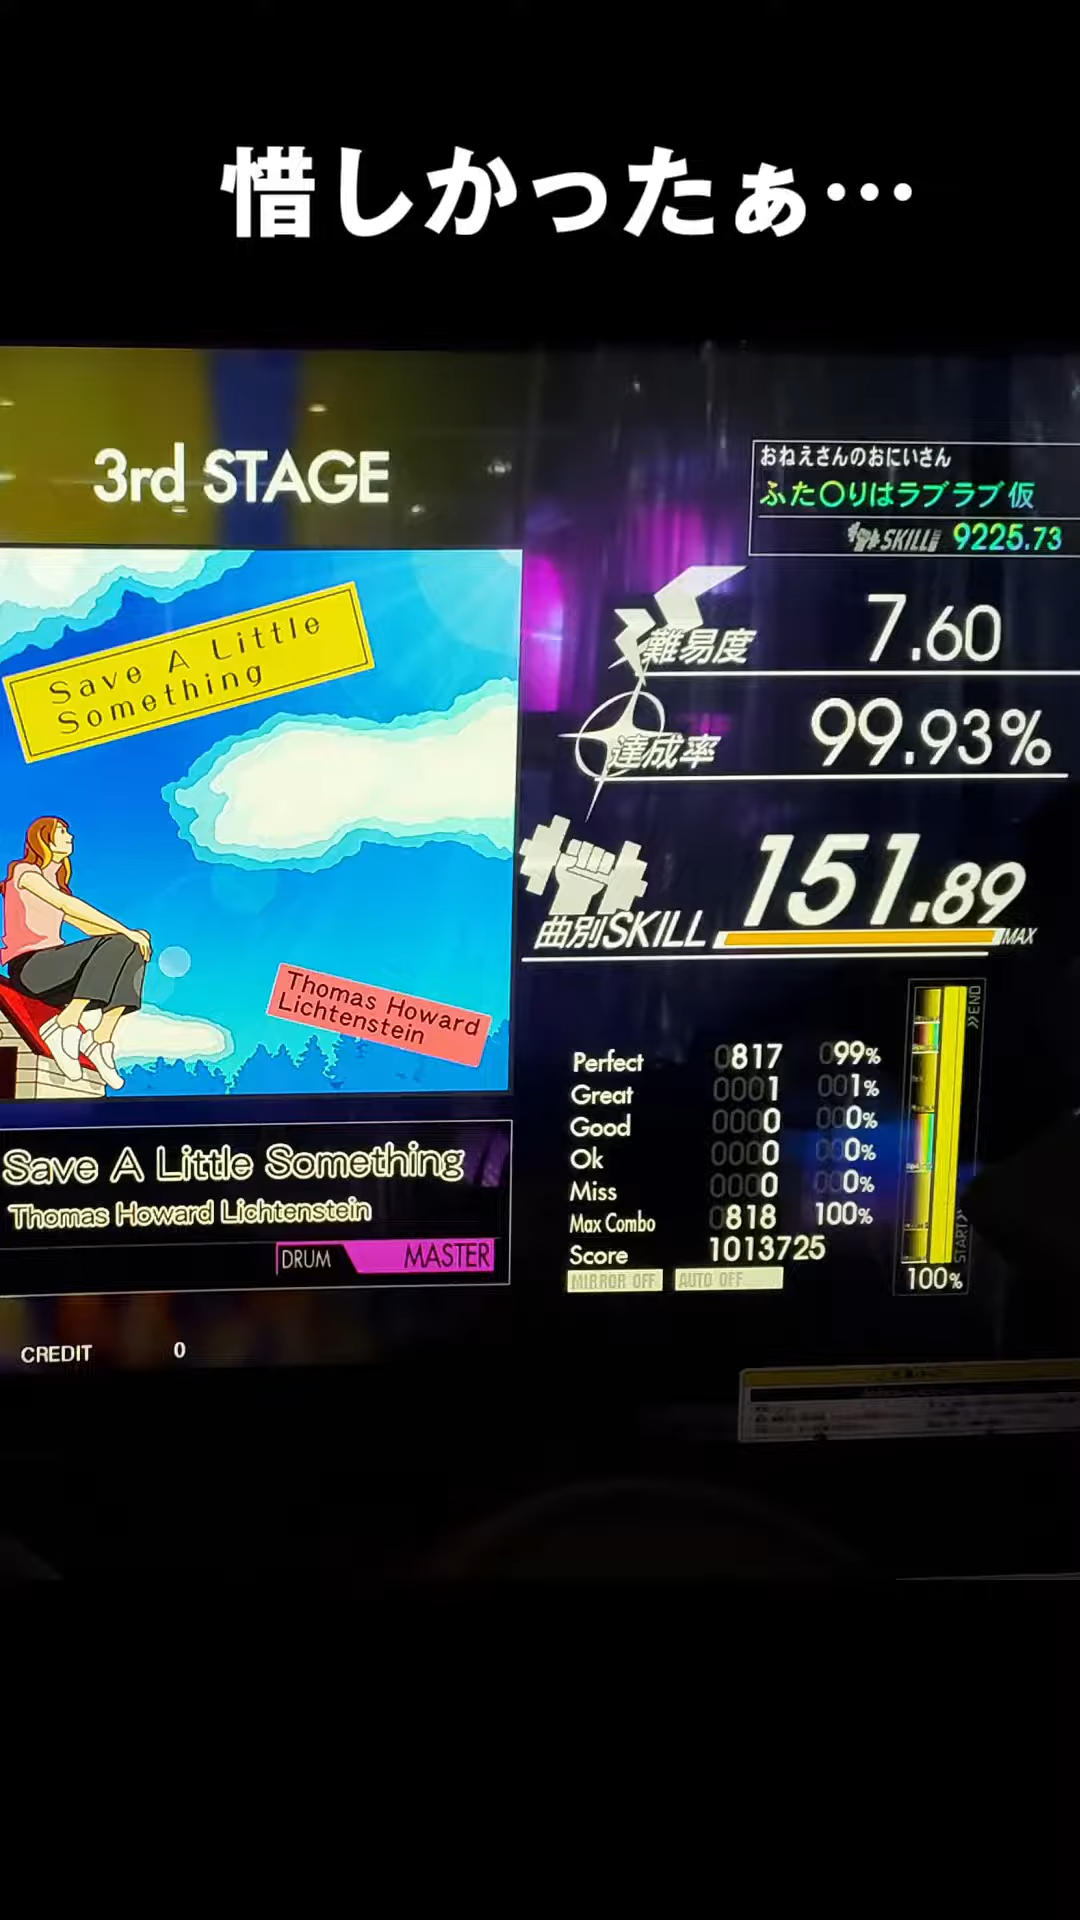 惜しかったぁ…
3rd STAGE
おねえさんのおにいさん
ふた〇りはラブラブ仮
SKILL 9225.73
Save A Little
Something
Thomas Howard
Lichtenstein
難易度 7.60
達成率 99.93%
曲別SKILL 151.89
MAX
Perfect 0817 099%
Great 0001 001%
Good 0000 000%
Ok 0000 000%
Miss 0000 000%
Max Combo 0818 100%
Score 1013725
MIRROR OFF AUTO OFF
END
START
100%
Save A Little Something
Thomas Howard Lichtenstein
DRUM MASTER
CREDIT 0